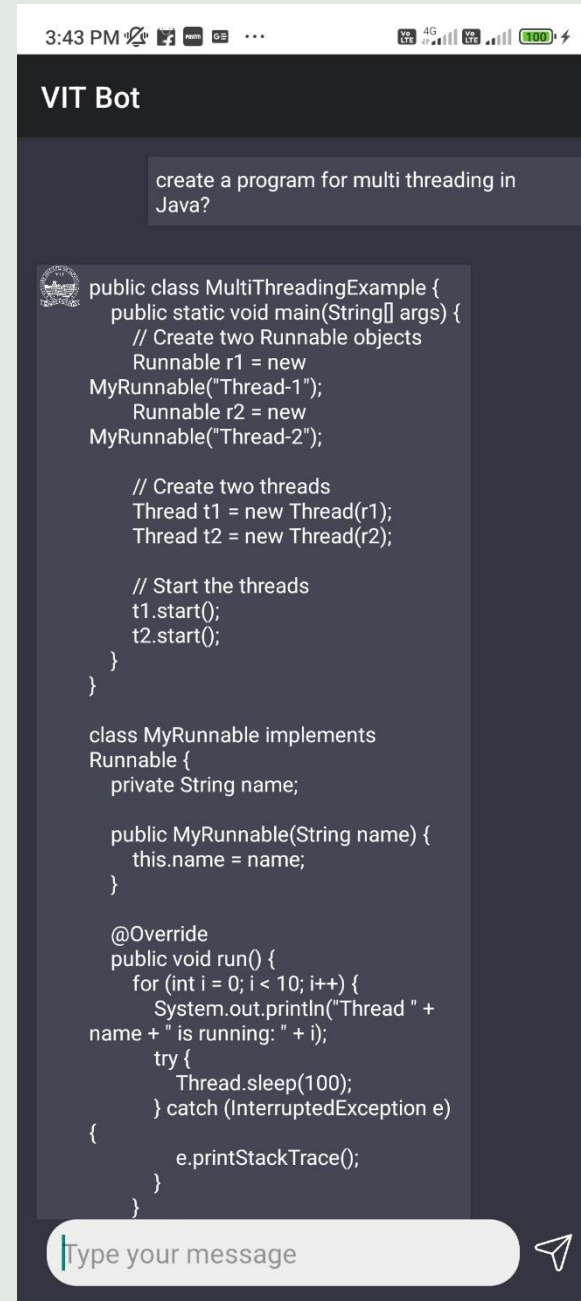 3:43 PM
4G
100
VIT Bot
create a program for multi threading in
Java?
public class MultiThreadingExample {
public static void main(String[] args) {
// Create two Runnable objects
Runnable r1 = new
MyRunnable("Thread-1");
Runnable r2 = new
MyRunnable("Thread-2");
// Create two threads
Thread t1 = new Thread(r1);
Thread t2 = new Thread(r2);
// Start the threads
t1.start();
t2.start();
}
}
class MyRunnable implements
Runnable {
private String name;
public MyRunnable(String name) {
this.name = name;
}
@Override
public void run() {
for (int i = 0; i < 10; i++) {
System.out.println("Thread " +
name + " is running: " + i);
try {
Thread.sleep(100);
} catch (InterruptedException e)
{
e.printStackTrace();
}
}
Type your message